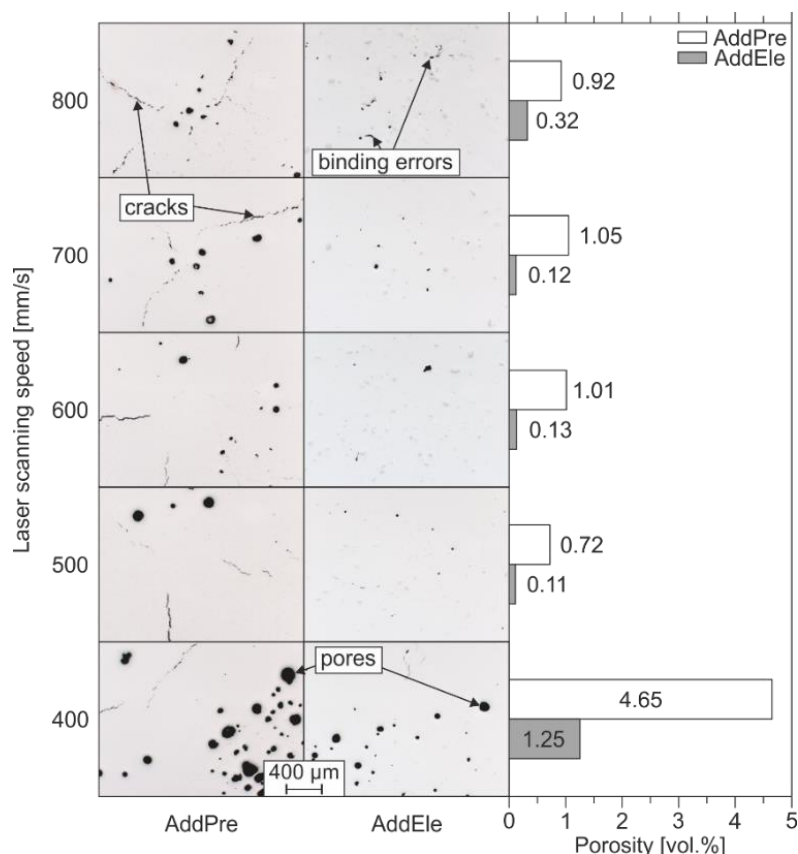 AddPre
AddEle
800
0.92
0.32
binding errors
cracks
700
1.05
0.12
Laser scanning speed [mm/s]
600
1.01
0.13
500
0.72
0.11
pores
400
4.65
1.25
400 µm
AddPre
AddEle
0 1 2 3 4 5
Porosity [vol.%]